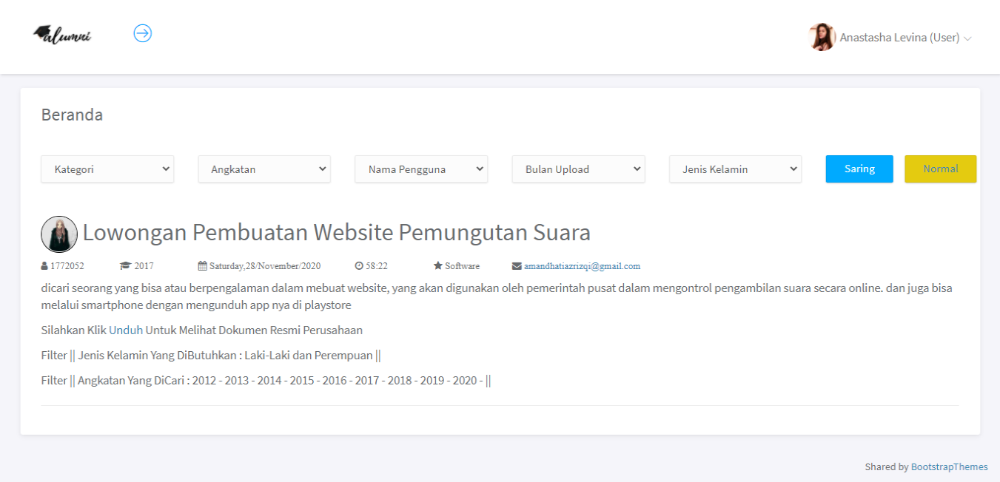 alumni
Anastasha Levina (User)
Beranda
Kategori Angkatan Nama Pengguna Bulan Upload Jenis Kelamin Saring Normal
Lowongan Pembuatan Website Pemungutan Suara
1772052 2017 Saturday,28/November/2020 58:22 Software amandhatiazrizqi@gmail.com
dicari seorang yang bisa atau berpengalaman dalam mebuat website, yang akan digunakan oleh pemerintah pusat dalam mengontrol pengambilan suara secara online. dan juga bisa
melalui smartphone dengan mengunduh app nya di playstore
Silahkan Klik Unduh Untuk Melihat Dokumen Resmi Perusahaan
Filter || Jenis Kelamin Yang DiButuhkan : Laki-Laki dan Perempuan ||
Filter || Angkatan Yang DiCari : 2012 - 2013 - 2014 - 2015 - 2016 - 2017 - 2018 - 2019 - 2020 - ||
Shared by BootstrapThemes